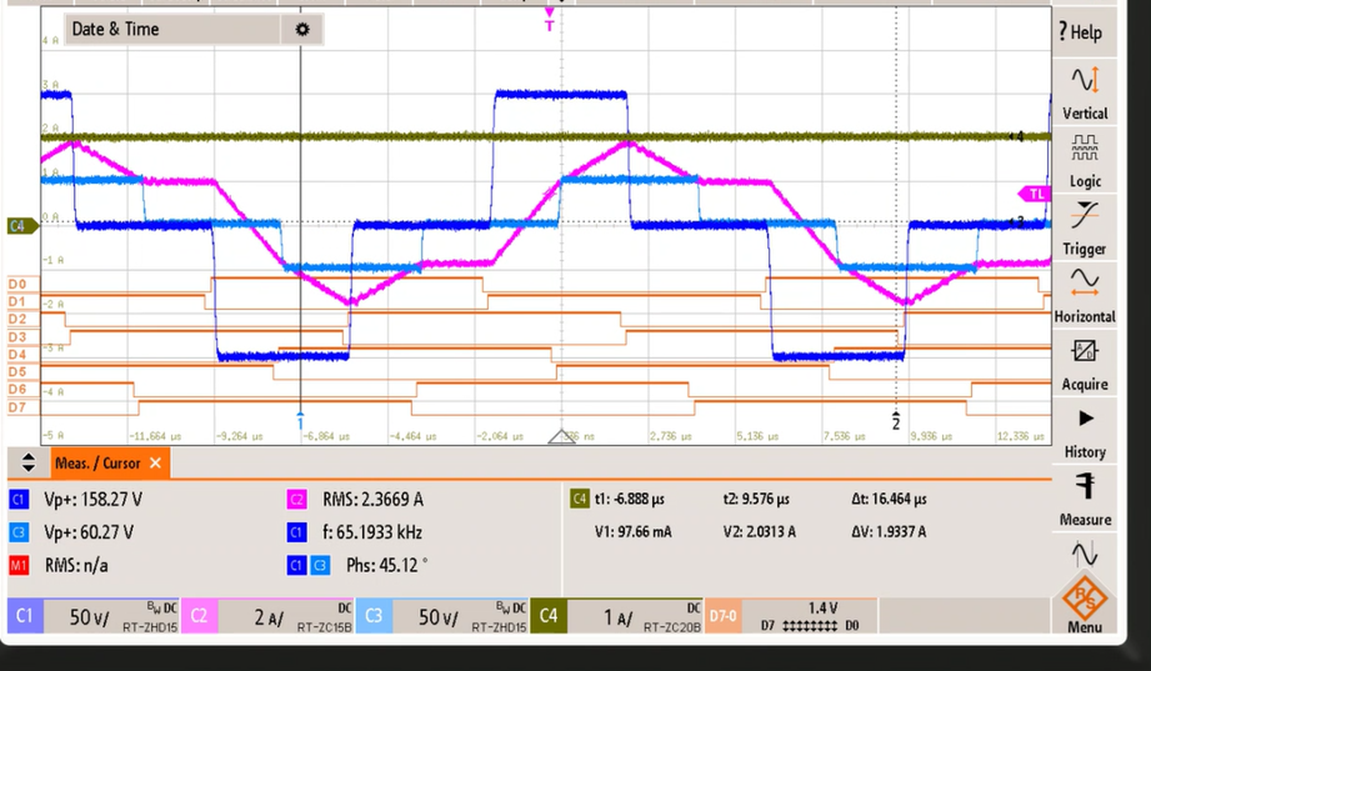 Date & Time
T
? Help
4 A
3 A
Vertical
2 A
4
Logic
1 A
TL
C4
0 A
3
Trigger
-1 A
D0
D1
-2 A
D2
Horizontal
D3
-3 A
D4
D5
D6
-4 A
Acquire
D7
1
2
-5 A
-11,664 µs
-9,264 µs
-6,864 µs
-4,464 µs
-2,064 µs
2,736 µs
5,136 µs
7,536 µs
9,936 µs
12,336 µs
History
Meas. / Cursor
C1 Vp+: 158.27 V
C2 RMS: 2.3669 A
C4 t1: -6.888 µs t2: 9.576 µs Δt: 16.464 µs
Measure
C3 Vp+: 60.27 V
C1 f: 65.1933 kHz
V1: 97.66 mA V2: 2.0313 A ΔV: 1.9337 A
M1 RMS: n/a
C1 C3 Phs: 45.12 °
C1 50 V/ BW DC RT-ZHD15
C2 2 A/ DC RT-ZC15B
C3 50 V/ BW DC RT-ZHD15
C4 1 A/ DC RT-ZC20B
D7-0 1.4 V D7 D0
R S
Menu